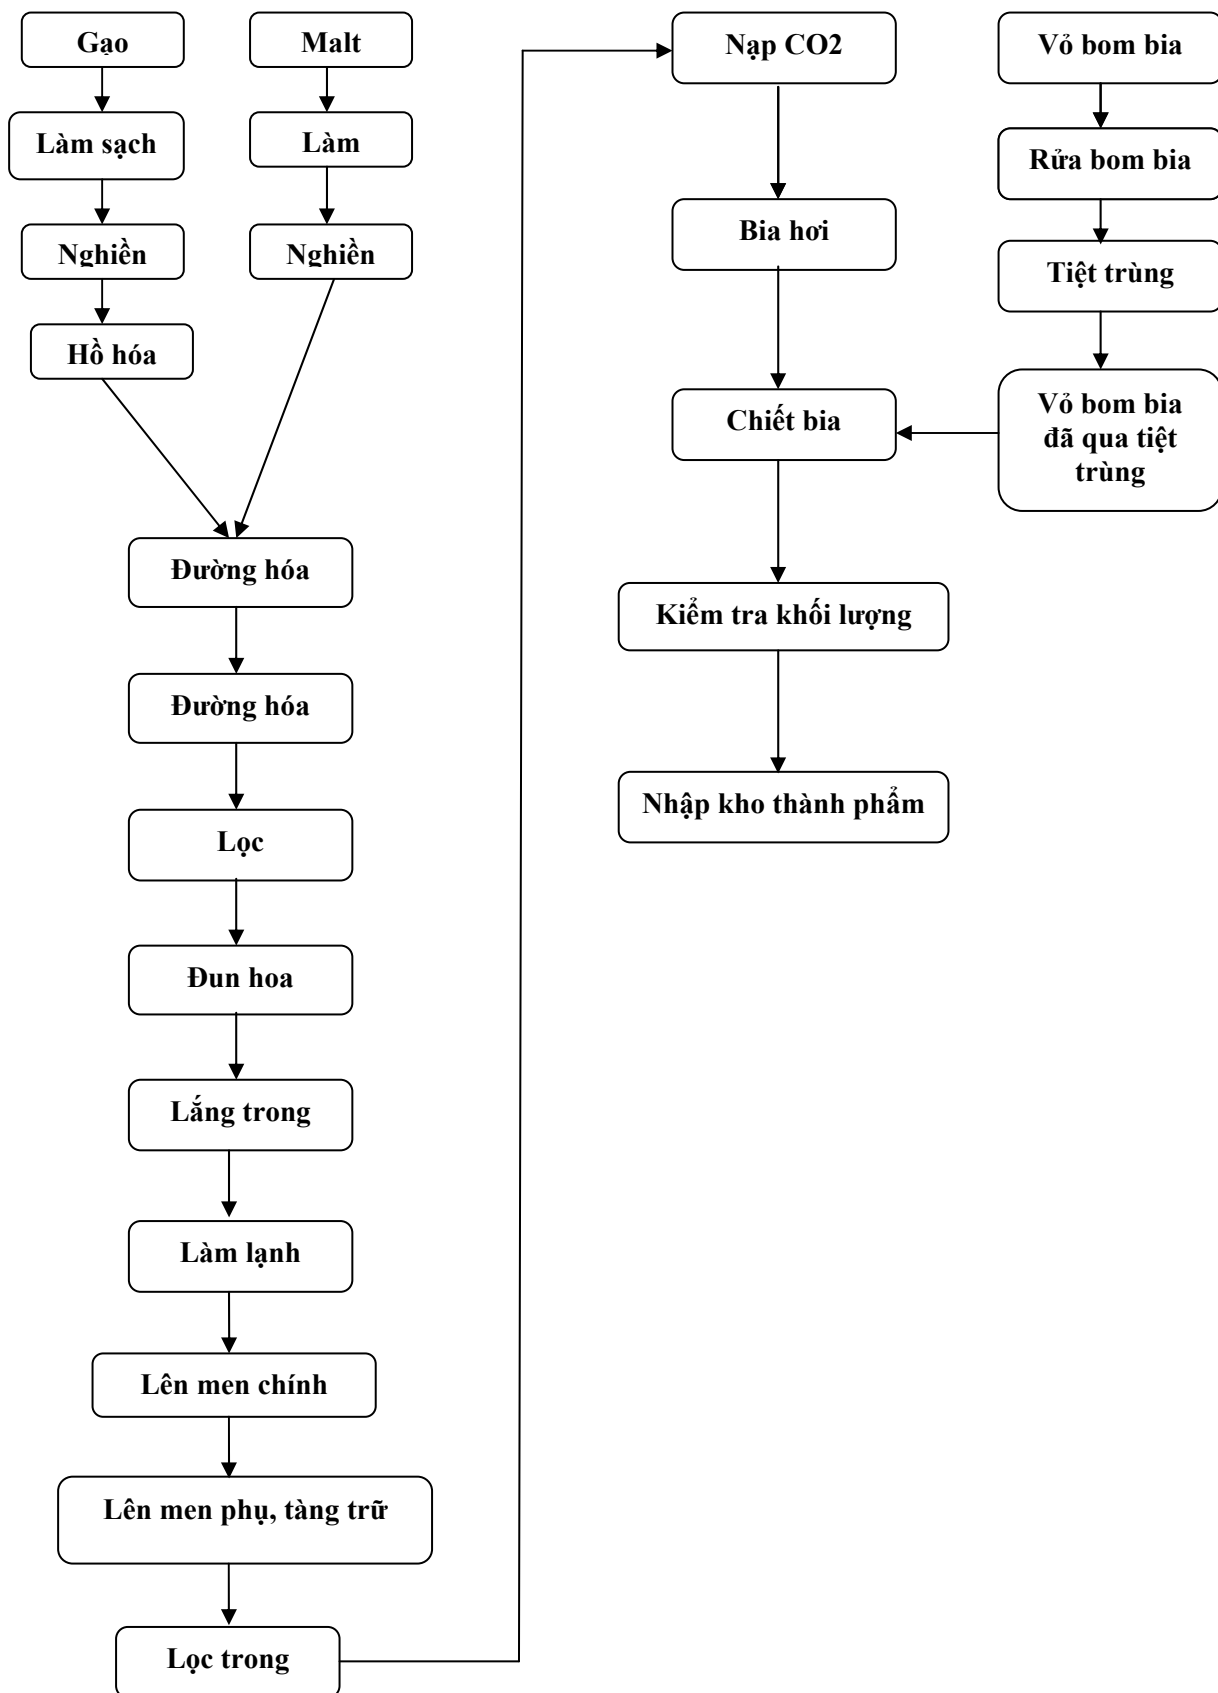 Gạo
Malt
Làm sạch
Làm
Nghiền
Nghiền
Hồ hóa
Đường hóa
Đường hóa
Lọc
Đun hoa
Lắng trong
Làm lạnh
Lên men chính
Lên men phụ, tàng trữ
Lọc trong
Nạp CO2
Bia hơi
Chiết bia
Kiểm tra khối lượng
Nhập kho thành phẩm
Vỏ bom bia
Rửa bom bia
Tiệt trùng
Vỏ bom bia
đã qua tiệt
trùng